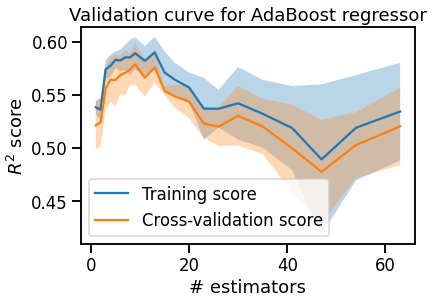 Validation curve for AdaBoost regressor
0.60
0.55
0.50
0.45
R² score
Training score
Cross-validation score
0 20 40 60
# estimators